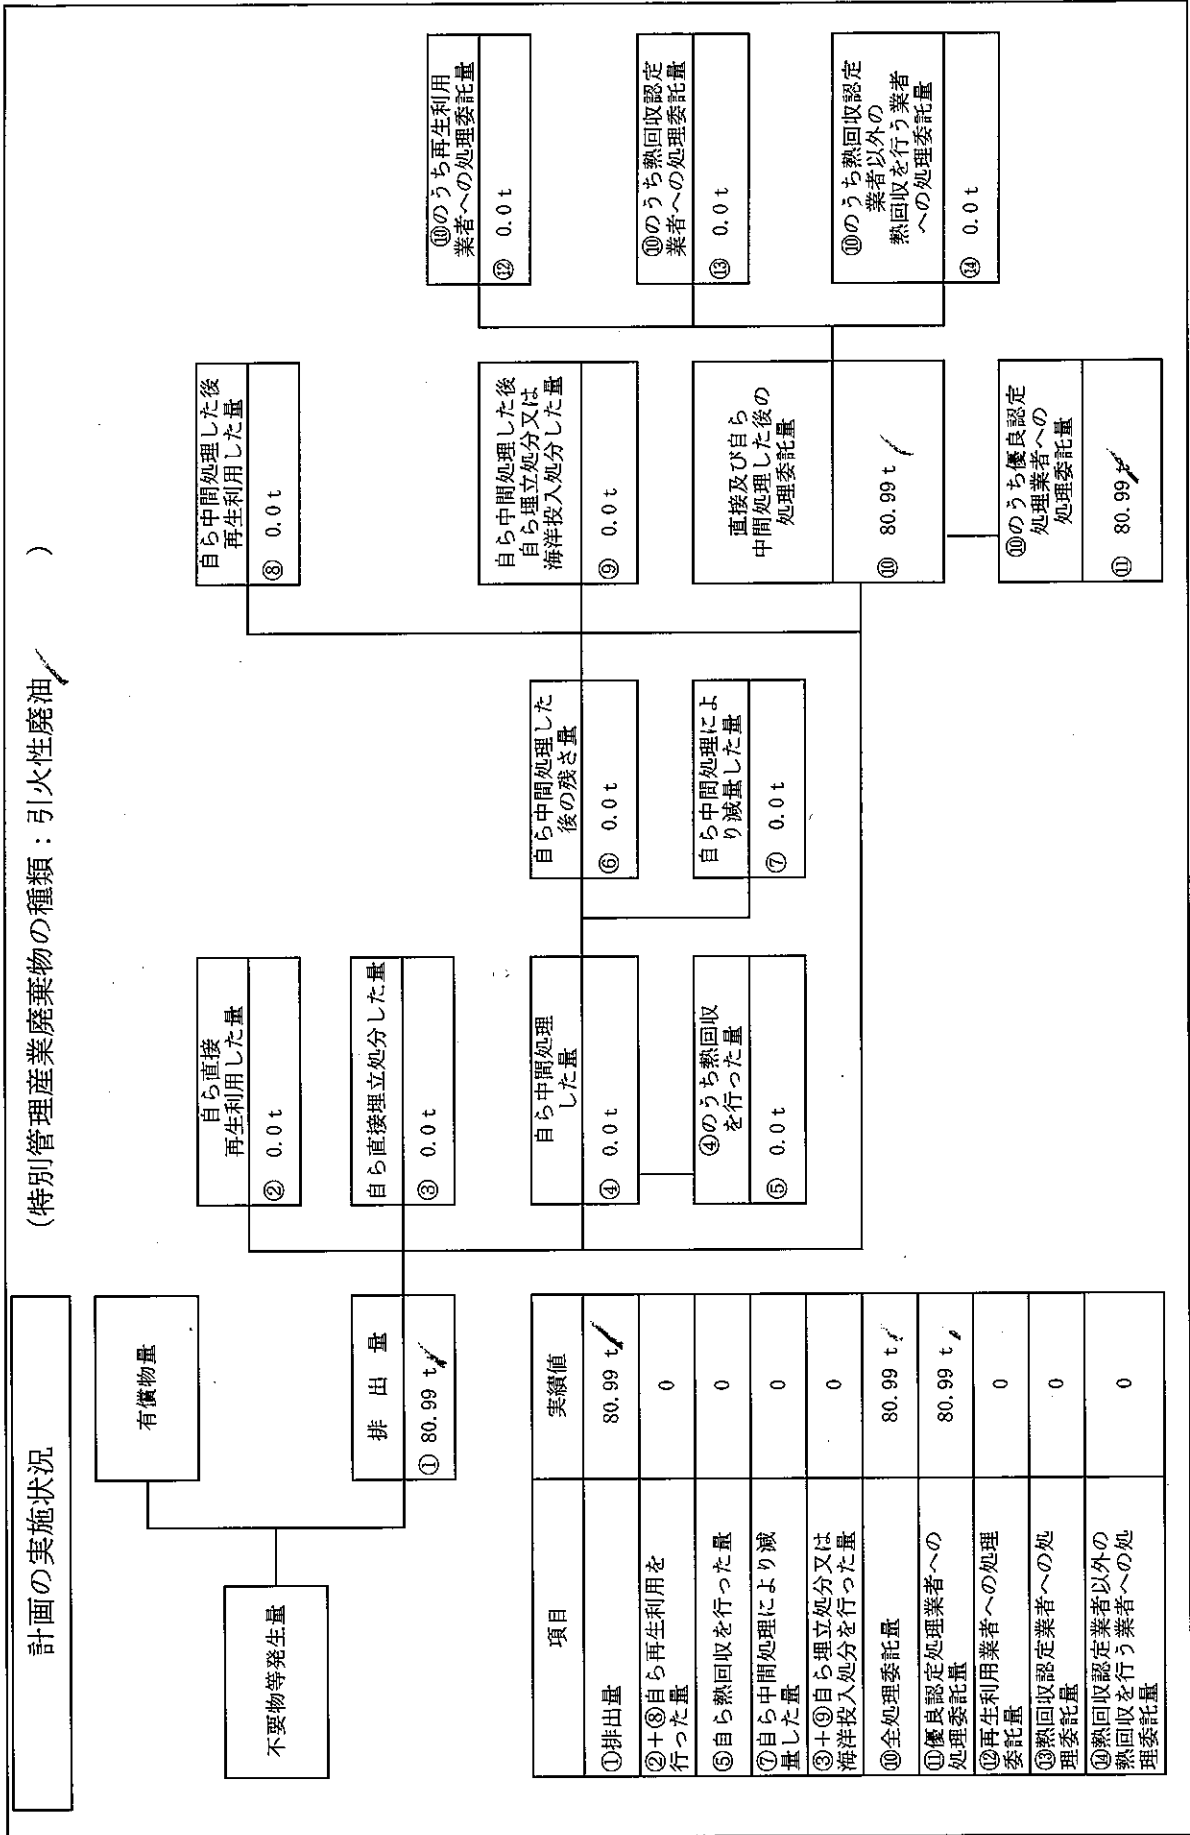 計画の実施状況
(特別管理産業廃棄物の種類：引火性廃油
)
不要物等発生量
有償物量
排 出 量
① 80.99 t
自ら直接
再生利用した量
② 0.0 t
自ら直接埋立処分した量
③ 0.0 t
自ら中間処理
した量
④ 0.0 t
④のうち熱回収
を行った量
⑤ 0.0 t
自ら中間処理した
後の残さ量
⑥ 0.0 t
自ら中間処理によ
り減量した量
⑦ 0.0 t
自ら中間処理した後
再生利用した量
⑧ 0.0 t
自ら中間処理した後
自ら埋立処分又は
海洋投入処分した量
⑨ 0.0 t
直接及び自ら
中間処理した後の
処理委託量
⑩ 80.99 t
⑩のうち優良認定
処理業者への
処理委託量
⑪ 80.99 t
⑩のうち再生利用
業者への処理委託量
⑫ 0.0 t
⑩のうち熱回収認定
業者への処理委託量
⑬ 0.0 t
⑩のうち熱回収認定
業者以外の
熱回収を行う業者
への処理委託量
⑭ 0.0 t
項目 実績値
①排出量 80.99 t
②＋⑧自ら再生利用を
行った量 0
⑤自ら熱回収を行った量 0
⑦自ら中間処理により減
量した量 0
③＋⑨自ら埋立処分又は
海洋投入処分を行った量 0
⑩全処理委託量 80.99 t
⑪優良認定処理業者への
処理委託量 80.99 t
⑫再生利用業者への処理
委託量 0
⑬熱回収認定業者への処
理委託量 0
⑭熱回収認定業者以外の
熱回収を行う業者への処
理委託量 0